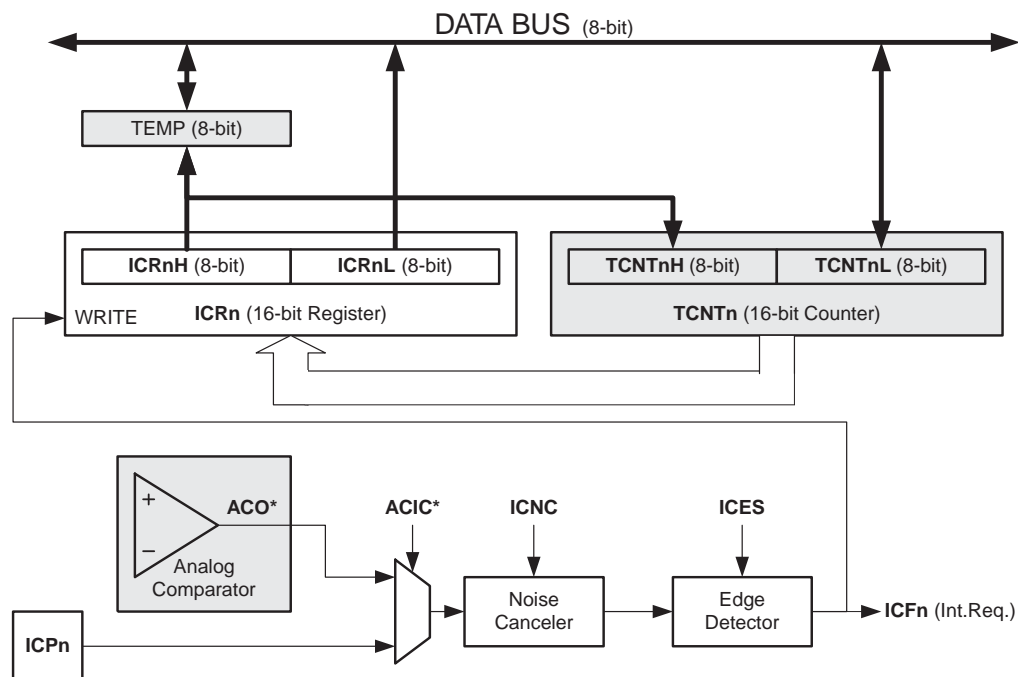 DATA BUS (8-bit)
TEMP (8-bit)
ICRnH (8-bit) ICRnL (8-bit) TCNTnH (8-bit) TCNTnL (8-bit)
WRITE ICRn (16-bit Register) TCNTn (16-bit Counter)
+
ACO* ACIC* ICNC ICES
−
Analog
Comparator
Noise
Canceler
Edge
Detector
ICFn (Int.Req.)
ICPn